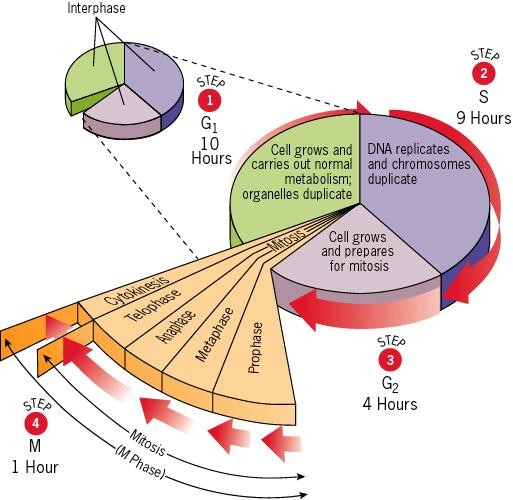 Interphase
STEP
1
G1
10
Hours
STEP
2
S
9 Hours
Cell grows and
carries out normal
metabolism;
organelles duplicate
DNA replicates
and chromosomes
duplicate
Cell grows
and prepares
for mitosis
Mitosis
Cytokinesis
Telophase
Anaphase
Metaphase
Prophase
STEP
3
G2
4 Hours
STEP
4
M
1 Hour
Mitosis
(M Phase)